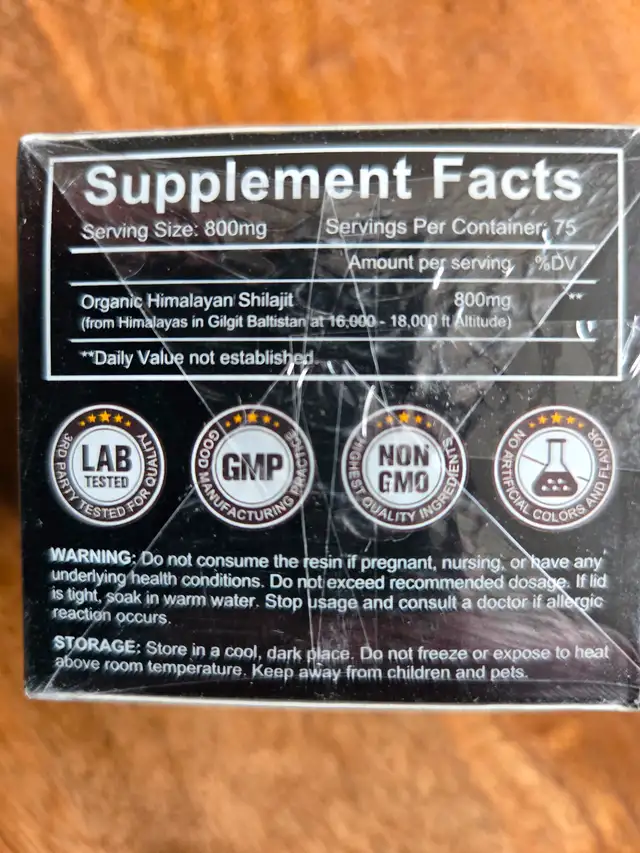 Supplement Facts
Serving Size: 800mg Servings Per Container: 75
Amount per serving %DV
Organic Himalayan Shilajit 800mg **
(from Himalayas in Gilgit Baltistan at 16,000 - 18,000 ft Altitude)
**Daily Value not established.
LAB
TESTED
3RD PARTY TESTED FOR QUALITY
GMP
GOOD MANUFACTURING PRACTICE
NON
GMO
HIGHEST QUALITY INGREDIENTS
NO ARTIFICIAL COLORS AND FLAVOR
WARNING: Do not consume the resin if pregnant, nursing, or have any
underlying health conditions. Do not exceed recommended dosage. If lid
is tight, soak in warm water. Stop usage and consult a doctor if allergic
reaction occurs.
STORAGE: Store in a cool, dark place. Do not freeze or expose to heat
above room temperature. Keep away from children and pets.